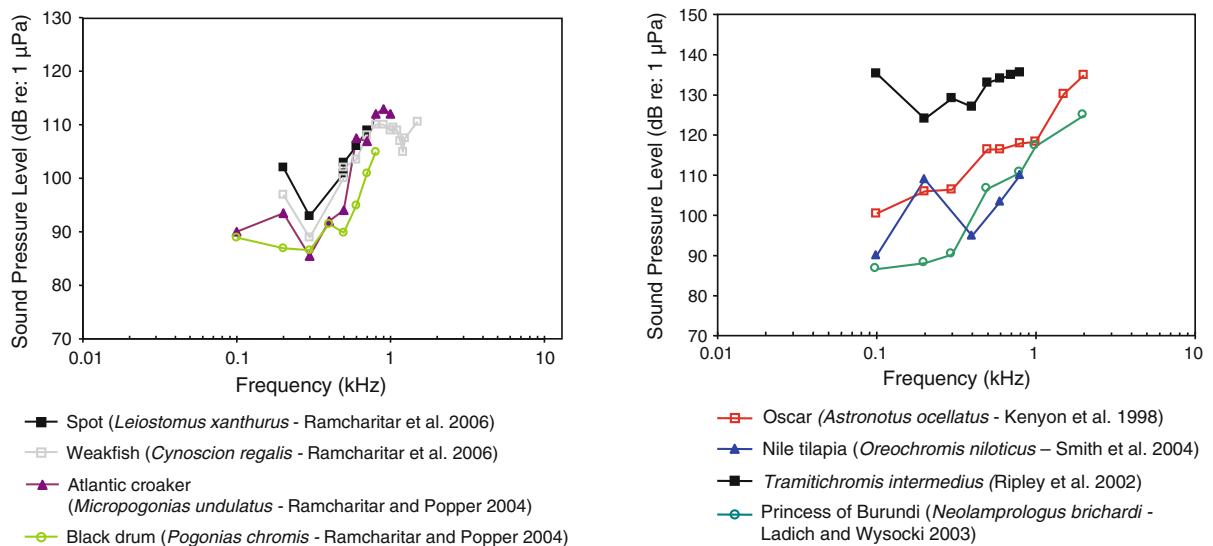 130
120
110
100
90
80
70
Sound Pressure Level (dB re: 1 μPa)
0.01
0.1
1
10
Frequency (kHz)
Spot (Leiostomus xanthurus - Ramcharitar et al. 2006)
Weakfish (Cynoscion regalis - Ramcharitar et al. 2006)
Atlantic croaker
(Micropogonias undulatus - Ramcharitar and Popper 2004)
Black drum (Pogonias chromis - Ramcharitar and Popper 2004)
150
140
130
120
110
100
90
80
70
Sound Pressure Level (dB re: 1 μPa)
0.01
0.1
1
10
Frequency (kHz)
Oscar (Astronotus ocellatus - Kenyon et al. 1998)
Nile tilapia (Oreochromis niloticus – Smith et al. 2004)
Tramitichromis intermedius (Ripley et al. 2002)
Princess of Burundi (Neolamprologus brichardi -
Ladich and Wysocki 2003)